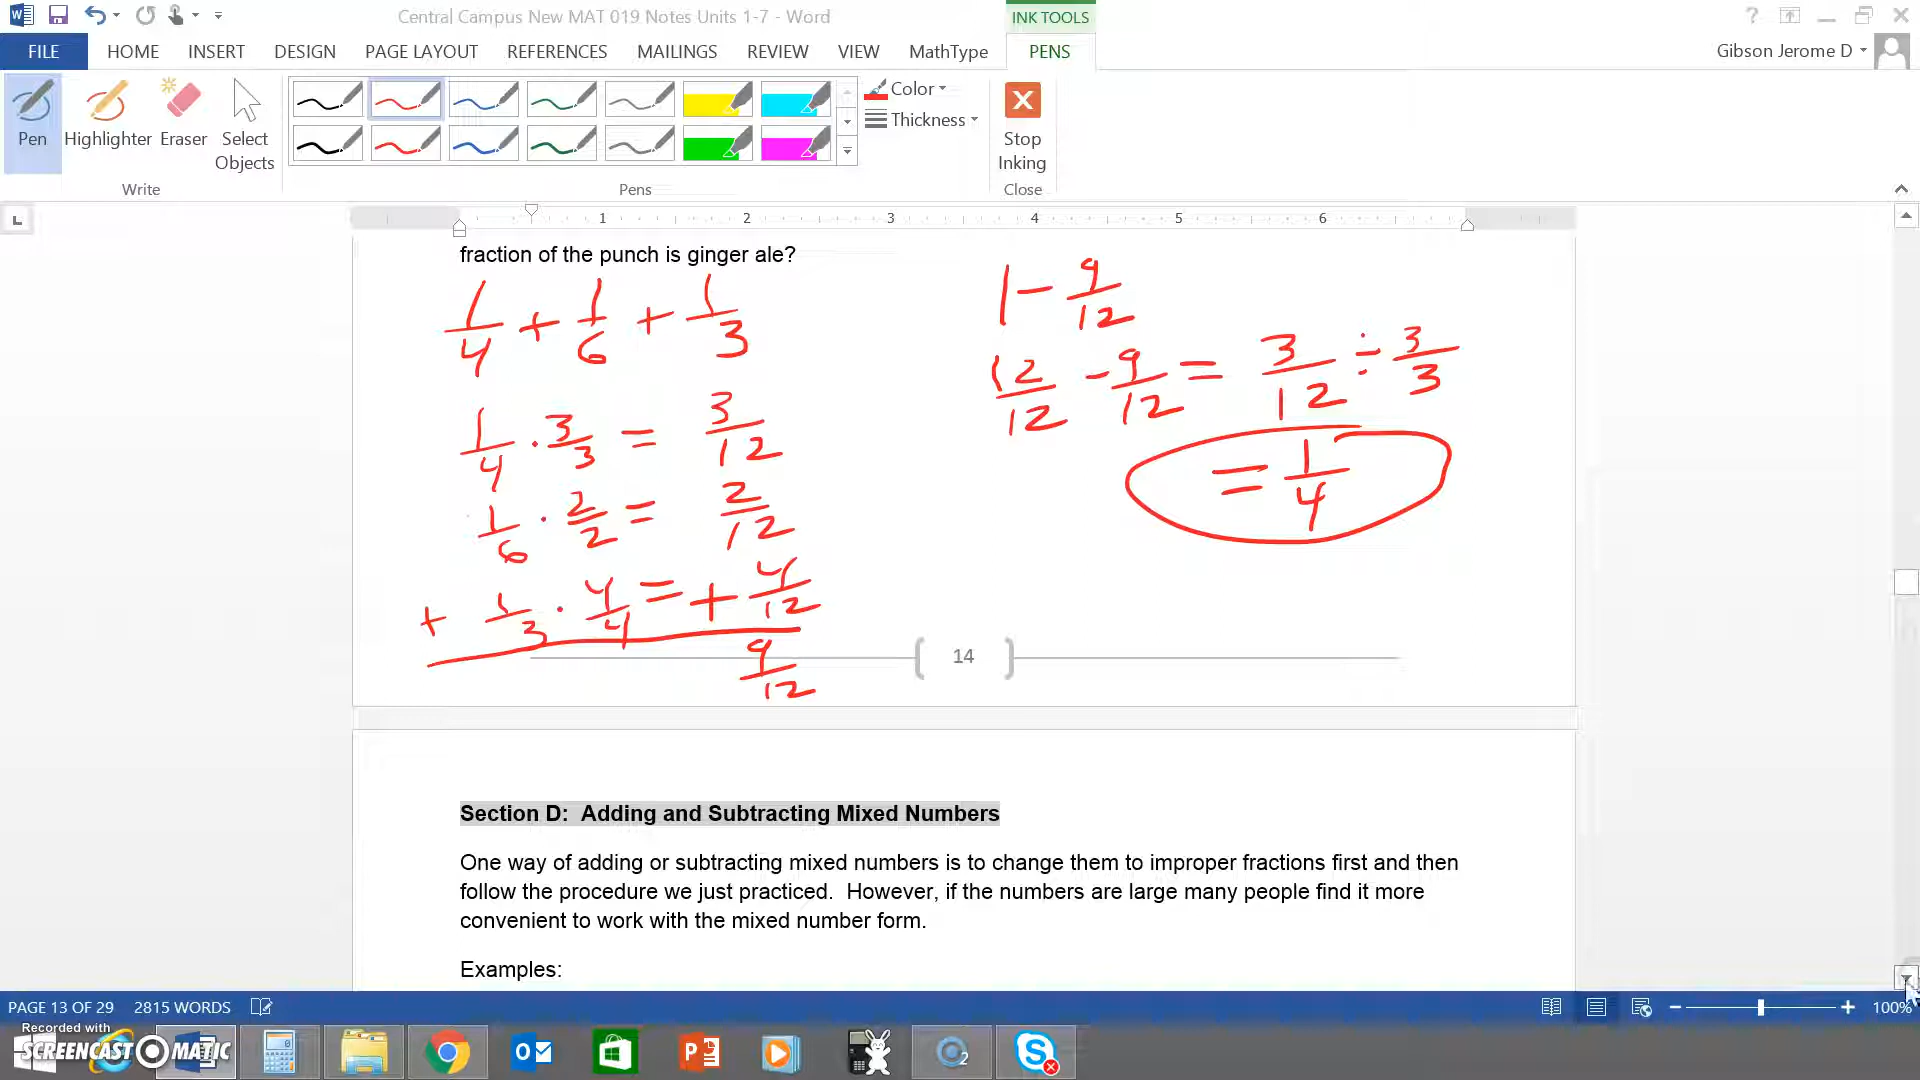 Central Campus New MAT 019 Notes Units 1-7 - Word
INK TOOLS
FILE HOME INSERT DESIGN PAGE LAYOUT REFERENCES MAILINGS REVIEW VIEW MathType PENS
Gibson Jerome D
Pen
Highlighter
Eraser
Select Objects
Color
Thickness
Stop Inking
Write
Pens
Close
1 2 3 4 5 6
fraction of the punch is ginger ale?
1/4 + 1/6 + 1/3
1/4 · 3/3 = 3/12
1/6 · 2/2 = 2/12
+ 1/3 · 4/4 = + 4/12
9/12
1 - 9/12
12/12 - 9/12 = 3/12 ÷ 3/3
= 1/4
14
Section D: Adding and Subtracting Mixed Numbers
One way of adding or subtracting mixed numbers is to change them to improper fractions first and then
follow the procedure we just practiced. However, if the numbers are large many people find it more
convenient to work with the mixed number form.
Examples:
PAGE 13 OF 29 2815 WORDS
100%
Recorded with
SCREENCAST MATIC